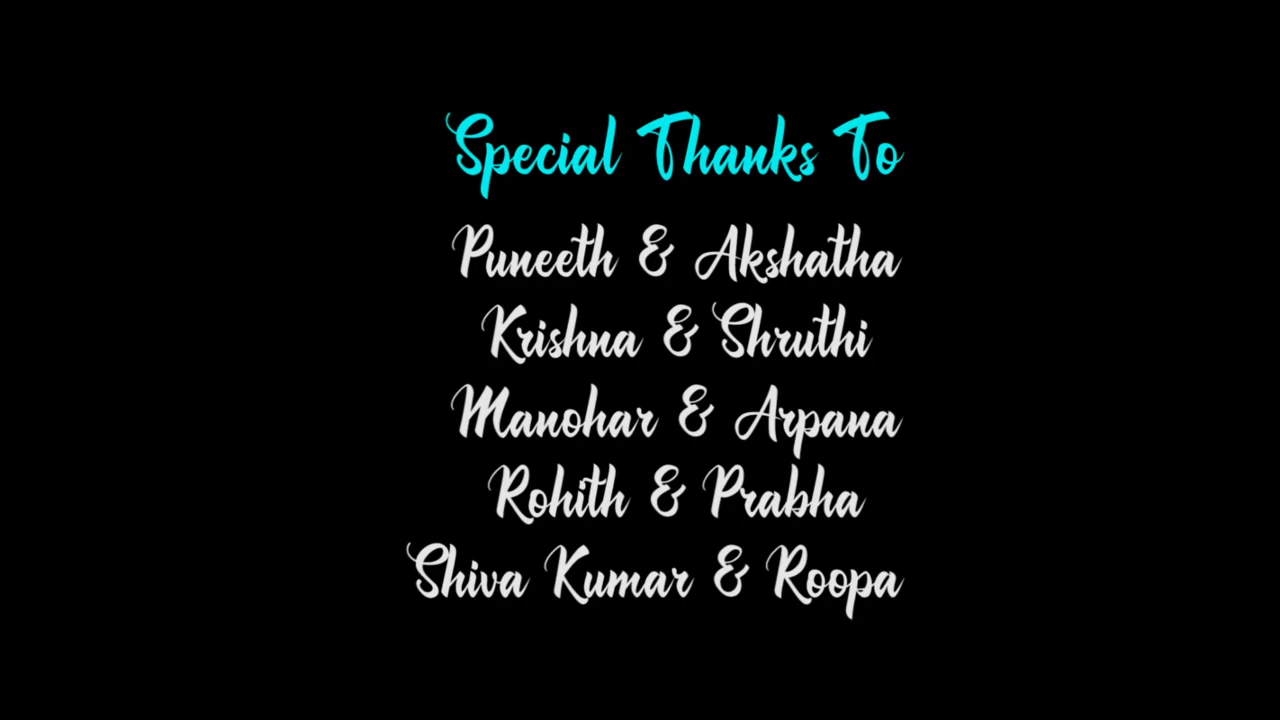 Special Thanks To
Puneeth & Akshatha
Krishna & Shruthi
Manohar & Arpana
Rohith & Prabha
Shiva Kumar & Roopa